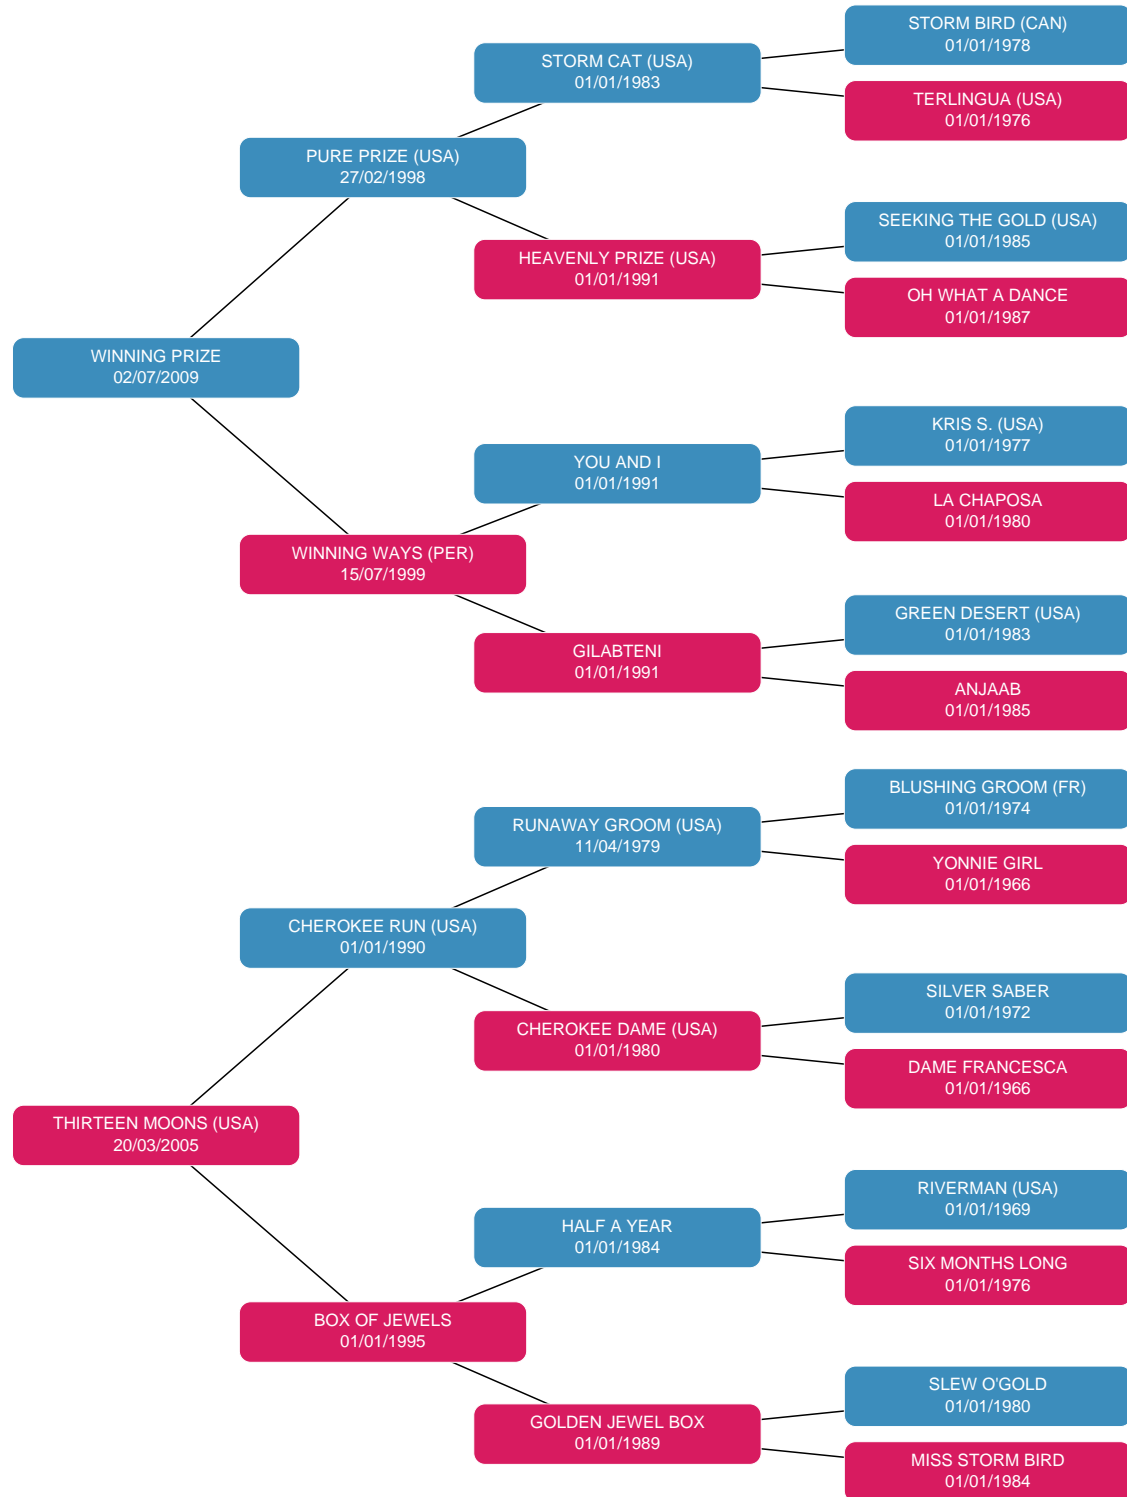 STORM BIRD (CAN)
01/01/1978
STORM CAT (USA)
01/01/1983
TERLINGUA (USA)
01/01/1976
PURE PRIZE (USA)
27/02/1998
SEEKING THE GOLD (USA)
01/01/1985
HEAVENLY PRIZE (USA)
01/01/1991
OH WHAT A DANCE
01/01/1987
WINNING PRIZE
02/07/2009
KRIS S. (USA)
01/01/1977
YOU AND I
01/01/1991
LA CHAPOSA
01/01/1980
WINNING WAYS (PER)
15/07/1999
GREEN DESERT (USA)
01/01/1983
GILABTENI
01/01/1991
ANJAAB
01/01/1985
BLUSHING GROOM (FR)
01/01/1974
RUNAWAY GROOM (USA)
11/04/1979
YONNIE GIRL
01/01/1966
CHEROKEE RUN (USA)
01/01/1990
SILVER SABER
01/01/1972
CHEROKEE DAME (USA)
01/01/1980
DAME FRANCESCA
01/01/1966
THIRTEEN MOONS (USA)
20/03/2005
RIVERMAN (USA)
01/01/1969
HALF A YEAR
01/01/1984
SIX MONTHS LONG
01/01/1976
BOX OF JEWELS
01/01/1995
SLEW O'GOLD
01/01/1980
GOLDEN JEWEL BOX
01/01/1989
MISS STORM BIRD
01/01/1984